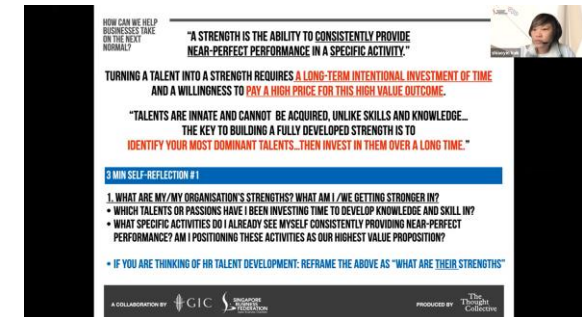 HOW CAN WE HELP
BUSINESSES TAKE
ON THE NEXT
NORMAL?
"A STRENGTH IS THE ABILITY TO CONSISTENTLY PROVIDE
NEAR-PERFECT PERFORMANCE IN A SPECIFIC ACTIVITY."
TURNING A TALENT INTO A STRENGTH REQUIRES A LONG-TERM INTENTIONAL INVESTMENT OF TIME
AND A WILLINGNESS TO PAY A HIGH PRICE FOR THIS HIGH VALUE OUTCOME.
"TALENTS ARE INNATE AND CANNOT BE ACQUIRED, UNLIKE SKILLS AND KNOWLEDGE...
THE KEY TO BUILDING A FULLY DEVELOPED STRENGTH IS TO
IDENTIFY YOUR MOST DOMINANT TALENTS...THEN INVEST IN THEM OVER A LONG TIME."
3 MIN SELF-REFLECTION #1
1. WHAT ARE MY/MY ORGANISATION'S STRENGTHS? WHAT AM I /WE GETTING STRONGER IN?
• WHICH TALENTS OR PASSIONS HAVE I BEEN INVESTING TIME TO DEVELOP KNOWLEDGE AND SKILL IN?
• WHAT SPECIFIC ACTIVITIES DO I ALREADY SEE MYSELF CONSISTENTLY PROVIDING NEAR-PERFECT
PERFORMANCE? AM I POSITIONING THESE ACTIVITIES AS OUR HIGHEST VALUE PROPOSITION?
• IF YOU ARE THINKING OF HR TALENT DEVELOPMENT: REFRAME THE ABOVE AS "WHAT ARE THEIR STRENGTHS"
A COLLABORATION BY
GIC
SINGAPORE
BUSINESS
FEDERATION
PRODUCED BY
The
Thought
Collective